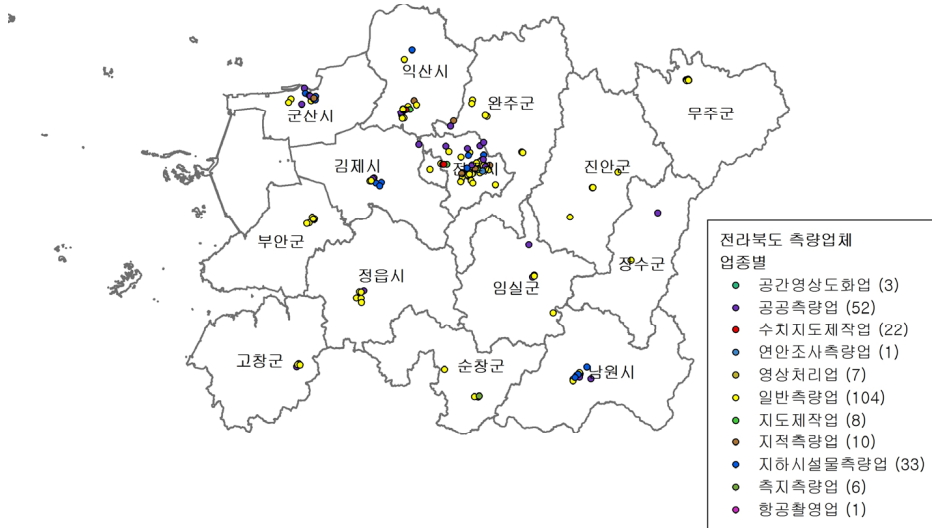 익산시
완주군
무주군
군산시
김제시
전주시
진안군
부안군
장수군
정읍시
임실군
고창군
순창군
남원시
전라북도 측량업체
업종별
공간영상도화업 (3)
공공측량업 (52)
수치지도제작업 (22)
연안조사측량업 (1)
영상처리업 (7)
일반측량업 (104)
지도제작업 (8)
지적측량업 (10)
지하시설물측량업 (33)
측지측량업 (6)
항공촬영업 (1)